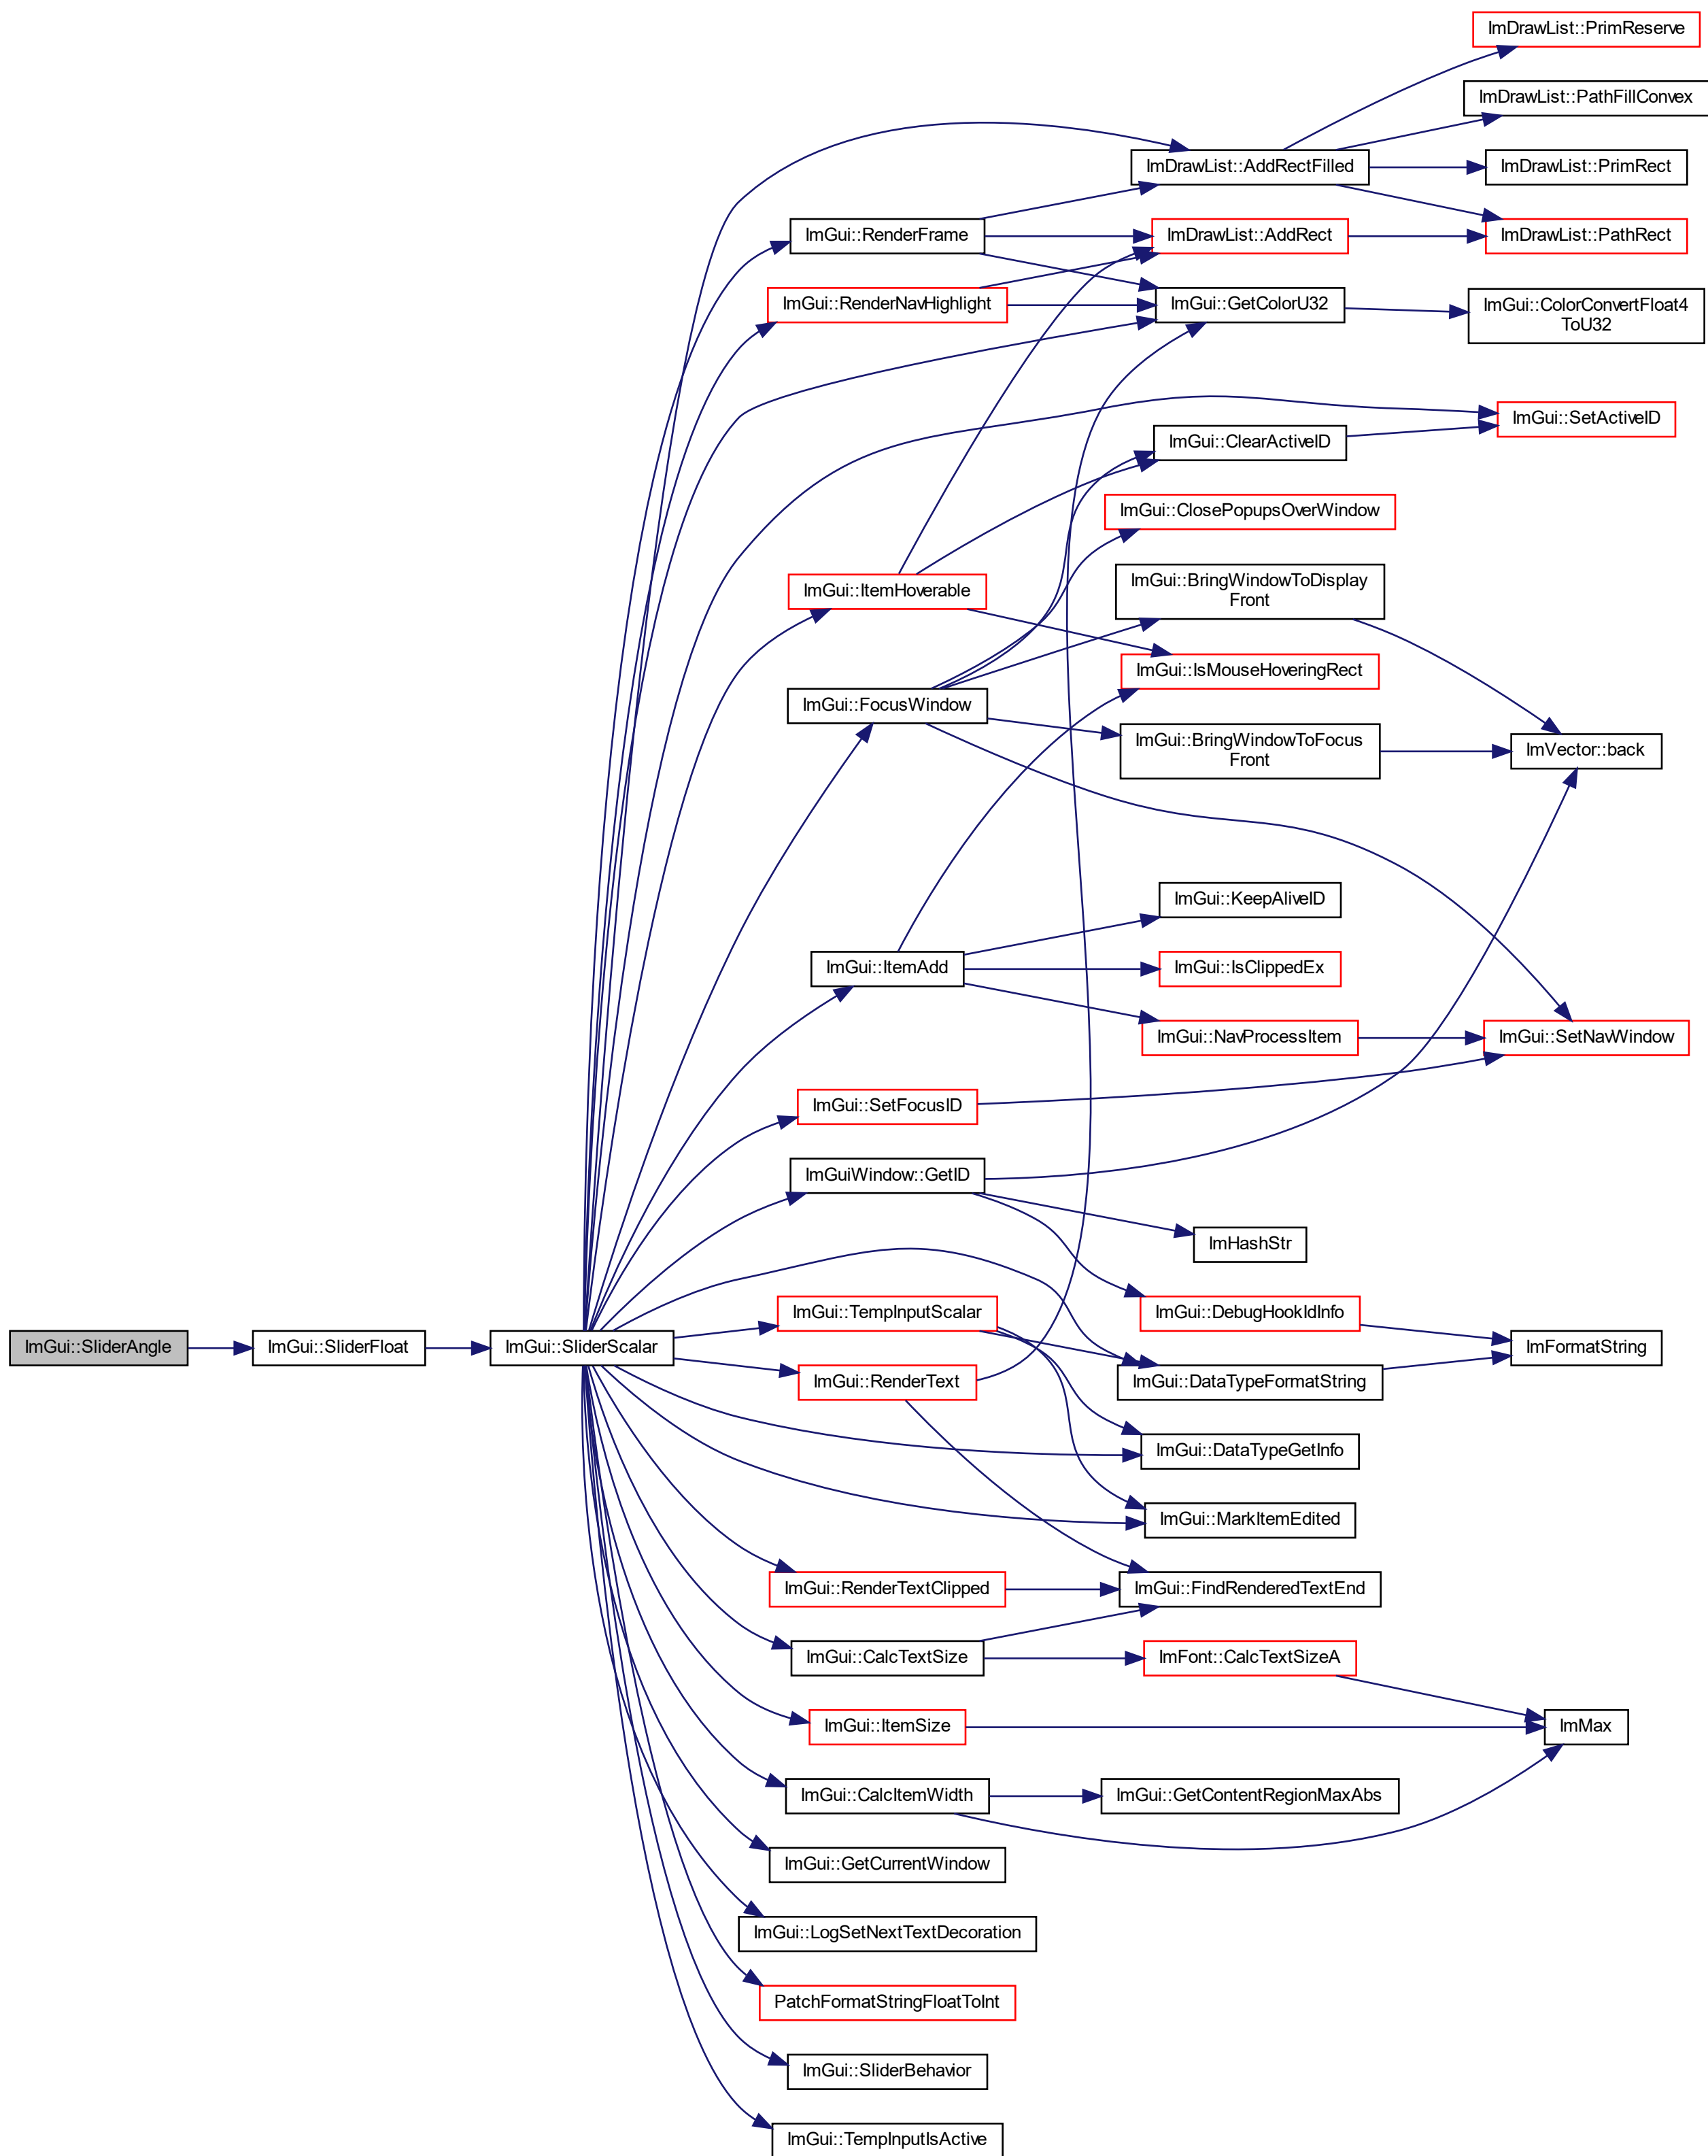 ImDrawList::PrimReserve
ImDrawList::PathFillConvex
ImDrawList::AddRectFilled
ImDrawList::PrimRect
ImGui::RenderFrame
ImDrawList::AddRect
ImDrawList::PathRect
ImGui::RenderNavHighlight
ImGui::GetColorU32
ImGui::ColorConvertFloat4
ToU32
ImGui::SetActiveID
ImGui::ClearActiveID
ImGui::ClosePopupsOverWindow
ImGui::ItemHoverable
ImGui::BringWindowToDisplay
Front
ImGui::IsMouseHoveringRect
ImGui::FocusWindow
ImGui::BringWindowToFocus
Front
ImVector::back
ImGui::KeepAliveID
ImGui::ItemAdd
ImGui::IsClippedEx
ImGui::NavProcessItem
ImGui::SetNavWindow
ImGui::SetFocusID
ImGuiWindow::GetID
ImHashStr
ImGui::TempInputScalar
ImGui::DebugHookIdInfo
ImGui::SliderAngle
ImGui::SliderFloat
ImGui::SliderScalar
ImFormatString
ImGui::RenderText
ImGui::DataTypeFormatString
ImGui::DataTypeGetInfo
ImGui::MarkItemEdited
ImGui::RenderTextClipped
ImGui::FindRenderedTextEnd
ImGui::CalcTextSize
ImFont::CalcTextSizeA
ImGui::ItemSize
ImMax
ImGui::CalcItemWidth
ImGui::GetContentRegionMaxAbs
ImGui::GetCurrentWindow
ImGui::LogSetNextTextDecoration
PatchFormatStringFloatToInt
ImGui::SliderBehavior
ImGui::TempInputIsActive